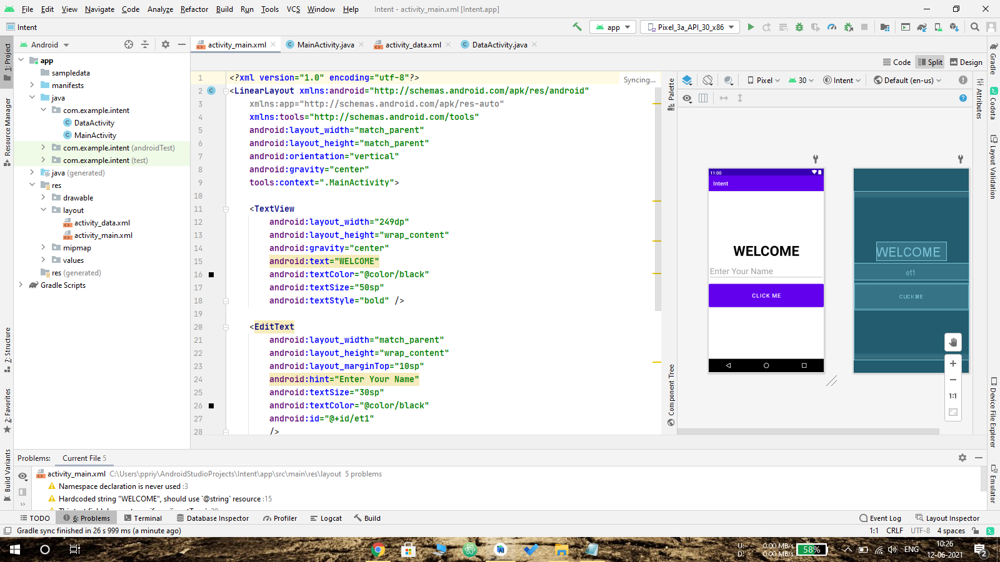 File Edit View Navigate Code Analyze Refactor Build Run Tools VCS Window Help Intent - activity_main.xml [Intent.app]
Intent
app
Pixel_3a_API_30_x86
1: Project
Resource Manager
7: Structure
2: Favorites
Build Variants
Android
app
sampledata
manifests
java
com.example.intent
DataActivity
MainActivity
com.example.intent (androidTest)
com.example.intent (test)
java (generated)
res
drawable
layout
activity_data.xml
activity_main.xml
mipmap
values
res (generated)
Gradle Scripts
activity_main.xml MainActivity.java activity_data.xml DataActivity.java
Code Split Design
Syncing...
1 <?xml version="1.0" encoding="utf-8"?>
2 <LinearLayout xmlns:android="http://schemas.android.com/apk/res/android"
3 xmlns:app="http://schemas.android.com/apk/res-auto"
4 xmlns:tools="http://schemas.android.com/tools"
5 android:layout_width="match_parent"
6 android:layout_height="match_parent"
7 android:orientation="vertical"
8 android:gravity="center"
9 tools:context=".MainActivity">
10
11 <TextView
12 android:layout_width="249dp"
13 android:layout_height="wrap_content"
14 android:gravity="center"
15 android:text="WELCOME"
16 android:textColor="@color/black"
17 android:textSize="50sp"
18 android:textStyle="bold" />
19
20 <EditText
21 android:layout_width="match_parent"
22 android:layout_height="wrap_content"
23 android:layout_marginTop="10sp"
24 android:hint="Enter Your Name"
25 android:textSize="30sp"
26 android:textColor="@color/black"
27 android:id="@+id/et1"
28 />
Palette
Component Tree
Pixel 30 Intent Default (en-us)
11:00
Intent
WELCOME
Enter Your Name
CLICK ME
WELCOME
et1
CLICK ME
1:1
Attributes
Gradle
Codota
Layout Validation
Device File Explorer
Emulator
Problems: Current File 5
activity_main.xml C:\Users\ppriy\AndroidStudioProjects\Intent\app\src\main\res\layout 5 problems
Namespace declaration is never used :3
Hardcoded string "WELCOME", should use `@string` resource :15
TODO 6: Problems Terminal Database Inspector Profiler Logcat Build Event Log Layout Inspector
Gradle sync finished in 26 s 999 ms (a minute ago) 1:1 CRLF UTF-8 4 spaces
U: 0.00 MB/s
D: 0.00 MB/s
58%
ENG
10:26
12-06-2021
2